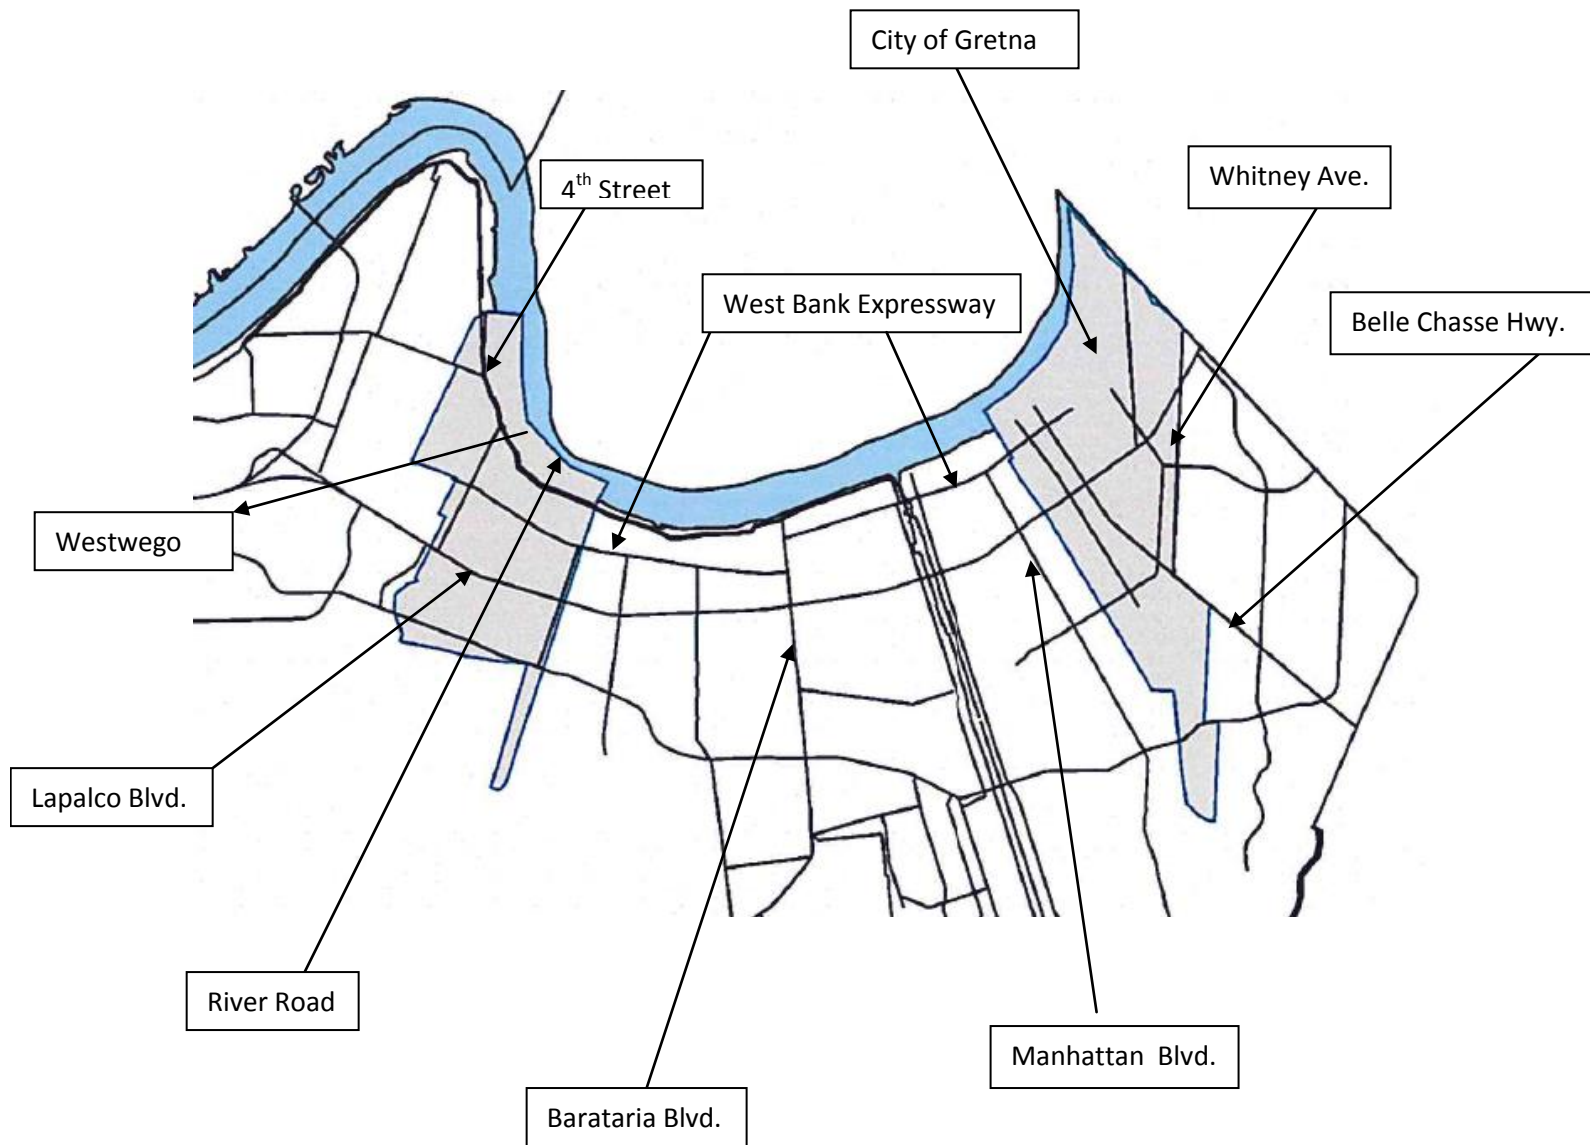 City of Gretna
4th Street
Whitney Ave.
West Bank Expressway
Belle Chasse Hwy.
Westwego
Lapalco Blvd.
River Road
Manhattan Blvd.
Barataria Blvd.